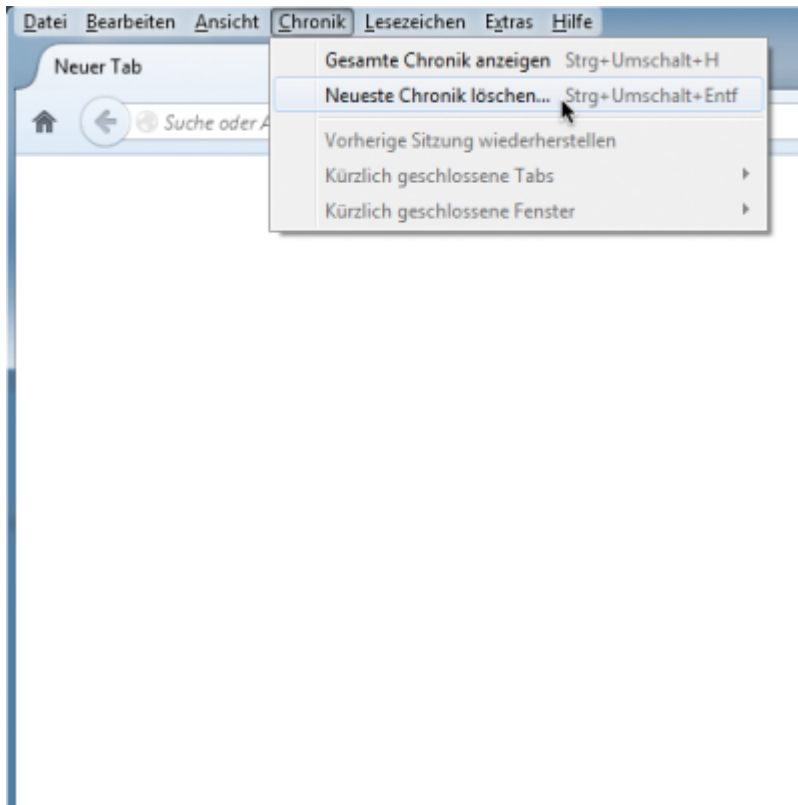 Datei Bearbeiten Ansicht Chronik Lesezeichen Extras Hilfe
Neuer Tab
Gesamte Chronik anzeigen Strg+Umschalt+H
Neueste Chronik löschen... Strg+Umschalt+Entf
Suche oder A
Vorherige Sitzung wiederherstellen
Kürzlich geschlossene Tabs
Kürzlich geschlossene Fenster